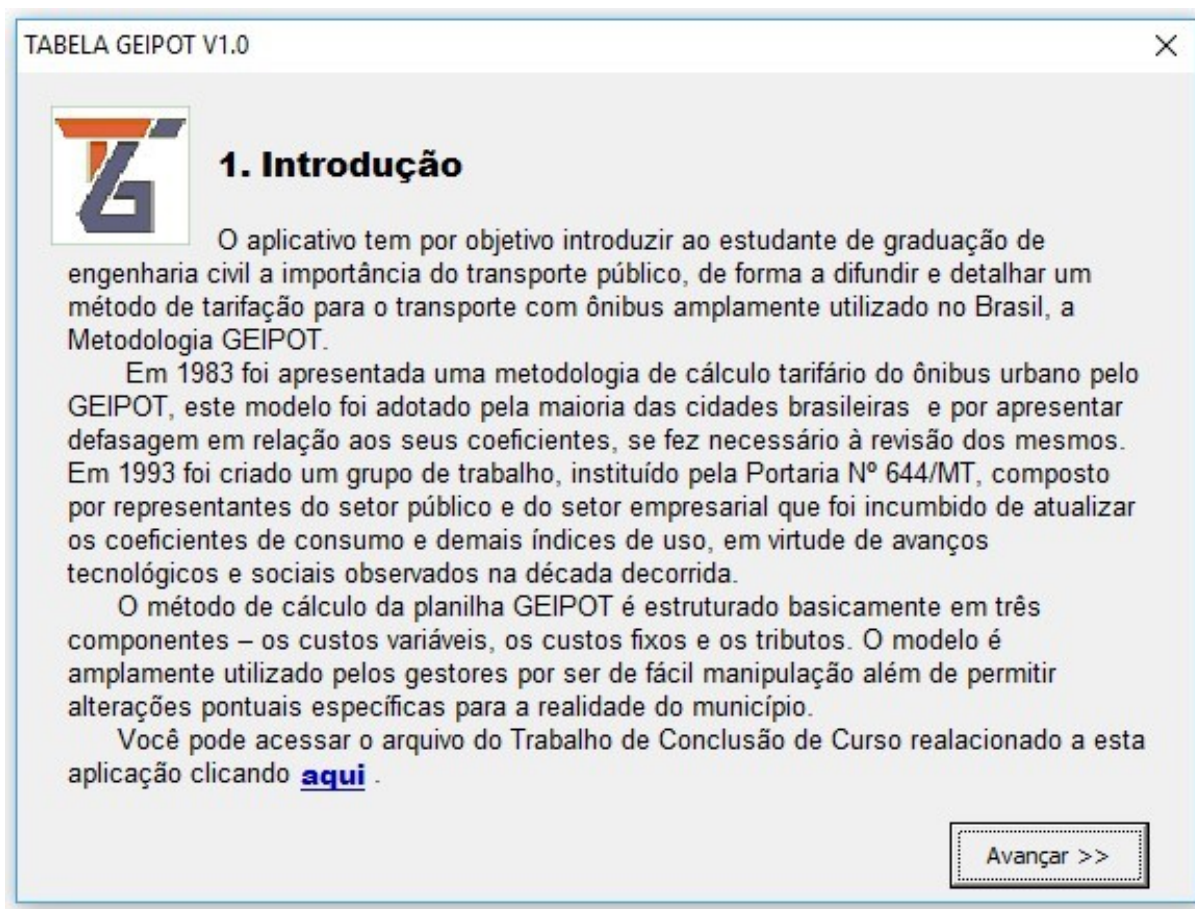 TABELA GEIPOT V1.0
1. Introdução
O aplicativo tem por objetivo introduzir ao estudante de graduação de
engenharia civil a importância do transporte público, de forma a difundir e detalhar um
método de tarifação para o transporte com ônibus amplamente utilizado no Brasil, a
Metodologia GEIPOT.
Em 1983 foi apresentada uma metodologia de cálculo tarifário do ônibus urbano pelo
GEIPOT, este modelo foi adotado pela maioria das cidades brasileiras e por apresentar
defasagem em relação aos seus coeficientes, se fez necessário à revisão dos mesmos.
Em 1993 foi criado um grupo de trabalho, instituído pela Portaria Nº 644/MT, composto
por representantes do setor público e do setor empresarial que foi incumbido de atualizar
os coeficientes de consumo e demais índices de uso, em virtude de avanços
tecnológicos e sociais observados na década decorrida.
O método de cálculo da planilha GEIPOT é estruturado basicamente em três
componentes – os custos variáveis, os custos fixos e os tributos. O modelo é
amplamente utilizado pelos gestores por ser de fácil manipulação além de permitir
alterações pontuais específicas para a realidade do município.
Você pode acessar o arquivo do Trabalho de Conclusão de Curso realacionado a esta
aplicação clicando aqui .
Avançar >>